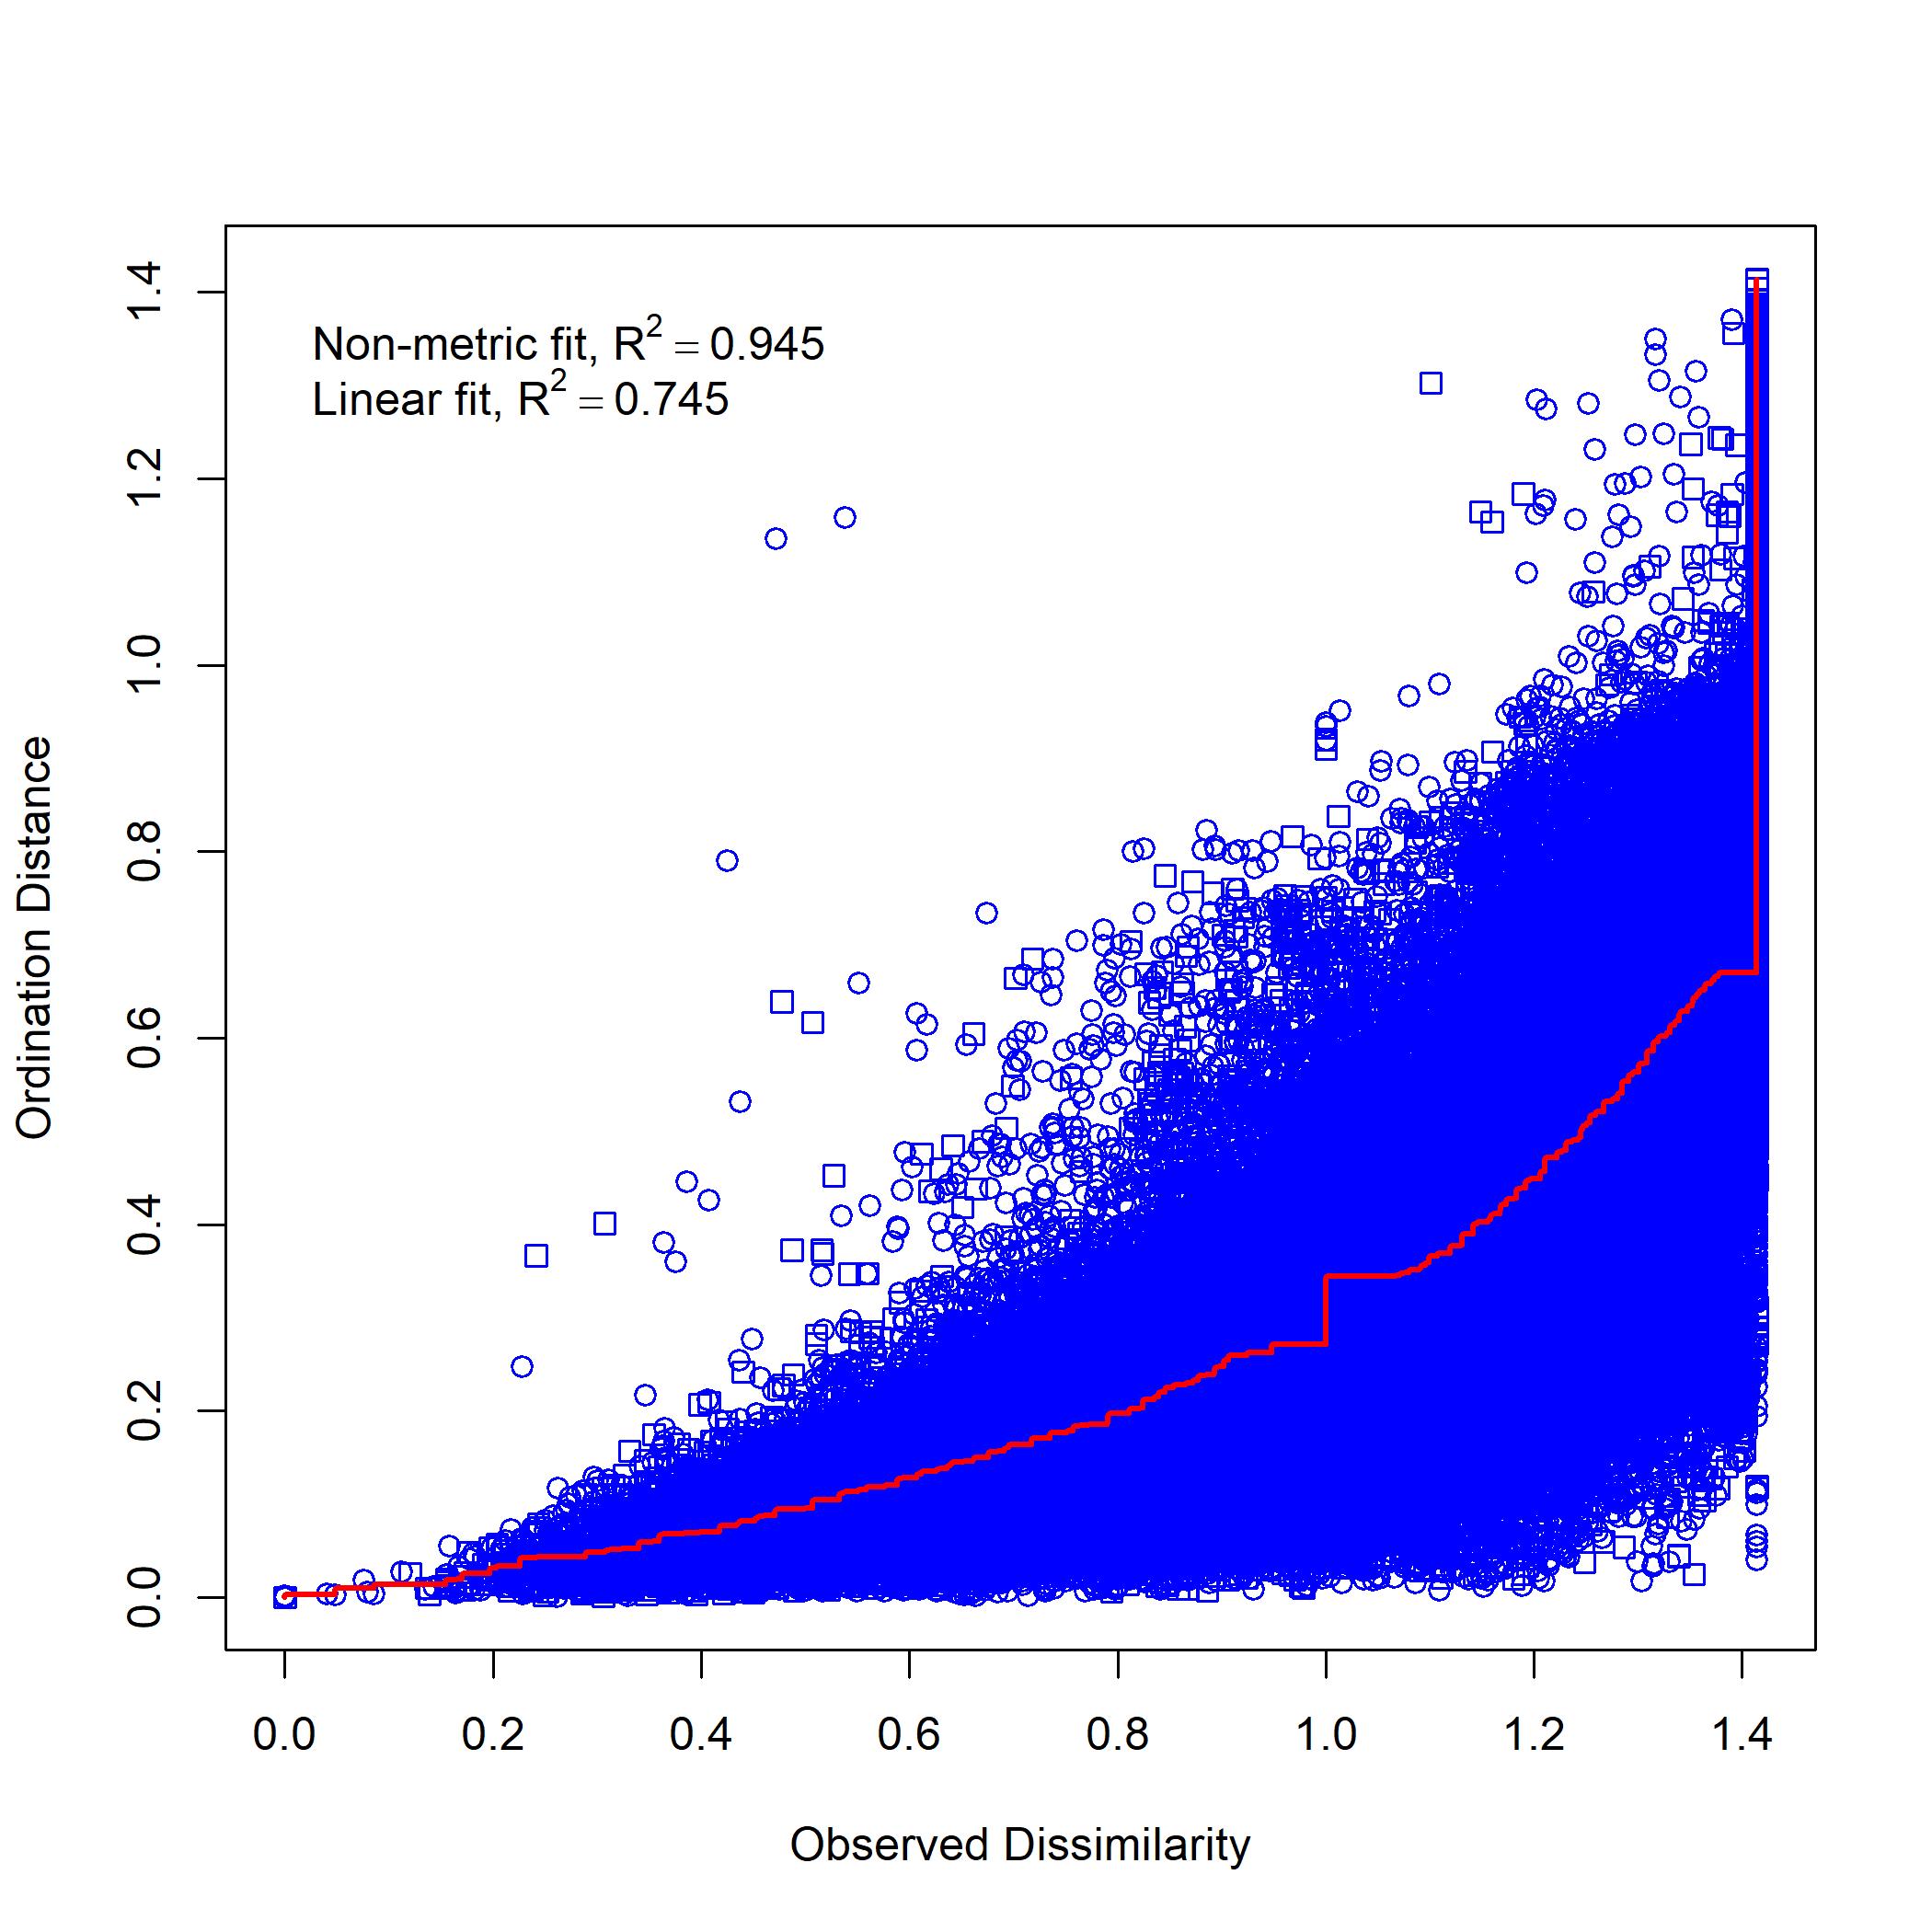 Non-metric fit, R² = 0.945
Linear fit, R² = 0.745
Ordination Distance
1.4
1.2
1.0
0.8
0.6
0.4
0.2
0.0
0.0 0.2 0.4 0.6 0.8 1.0 1.2 1.4
Observed Dissimilarity